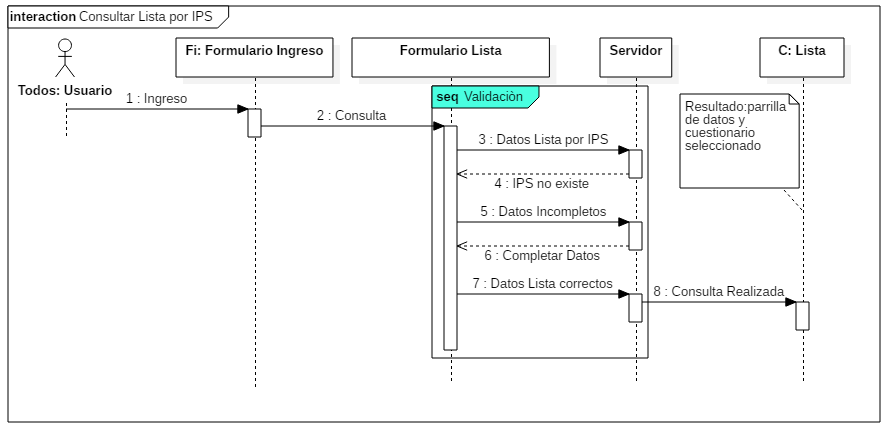 interaction Consultar Lista por IPS
Fi: Formulario Ingreso
Formulario Lista
Servidor
C: Lista
Todos: Usuario
seq Validaciòn
1 : Ingreso
2 : Consulta
Resultado:parrilla
de datos y
cuestionario
seleccionado
3 : Datos Lista por IPS
4 : IPS no existe
5 : Datos Incompletos
6 : Completar Datos
7 : Datos Lista correctos
8 : Consulta Realizada